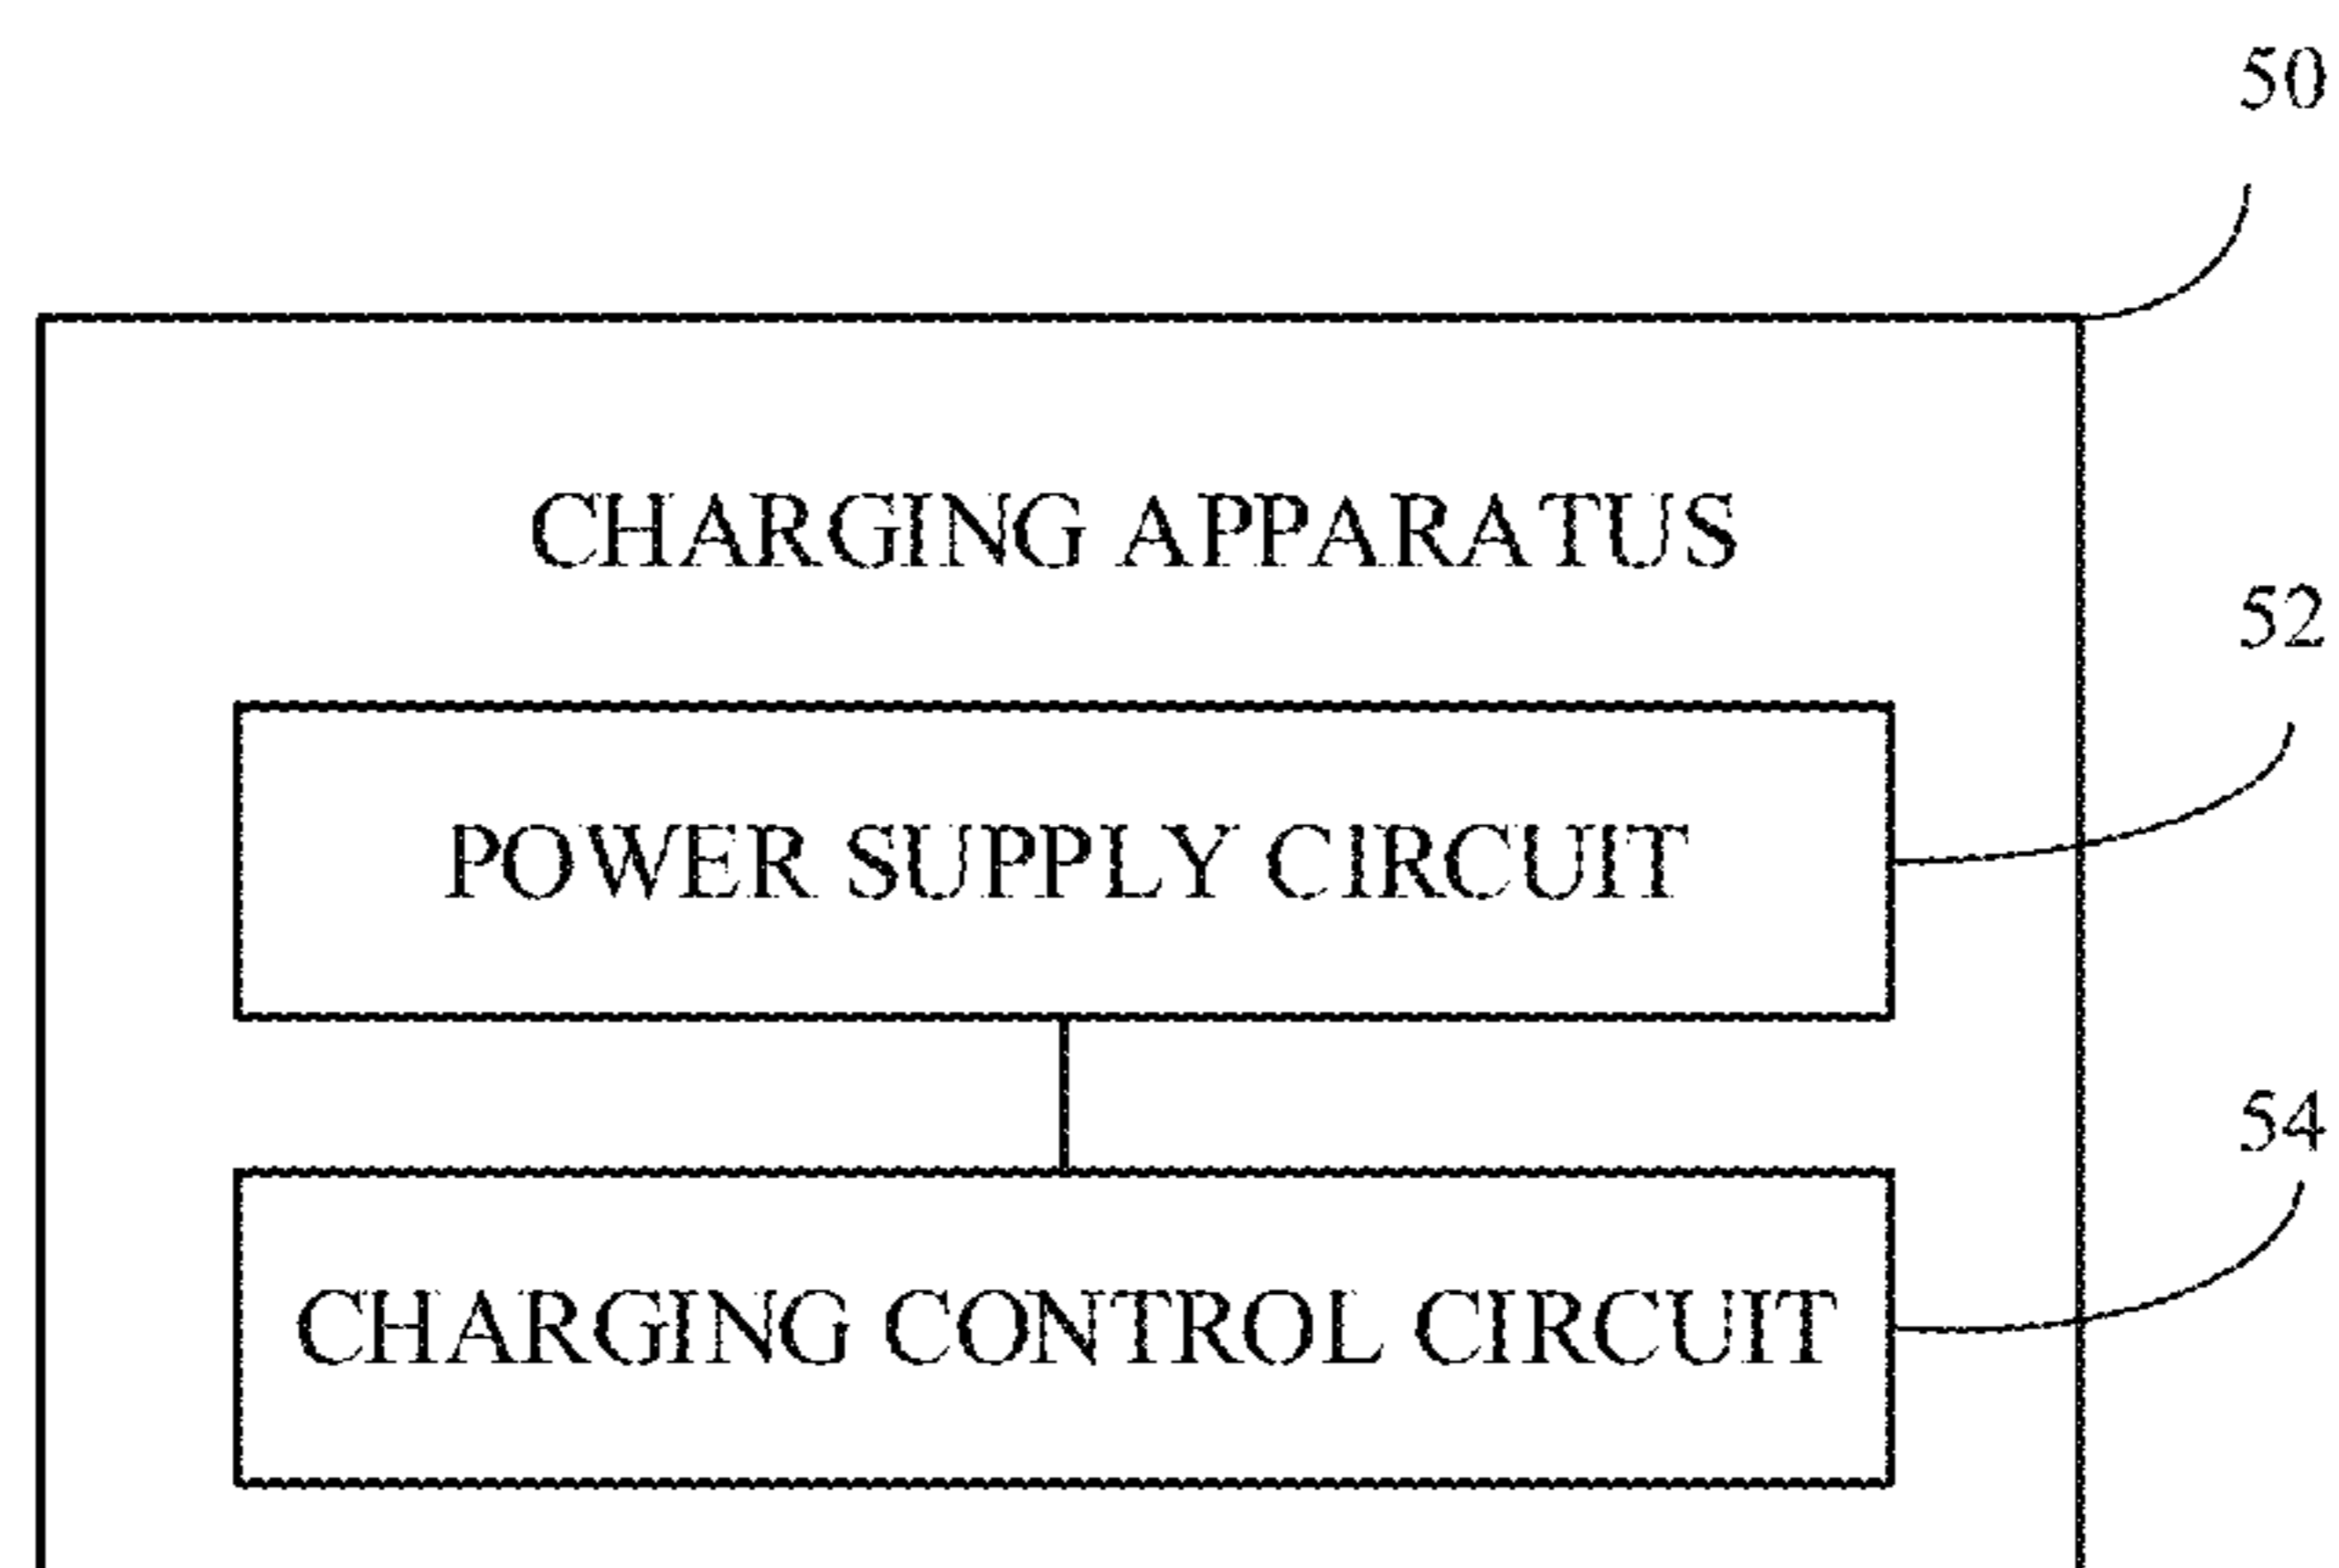 50
CHARGING APPARATUS
52
POWER SUPPLY CIRCUIT
54
CHARGING CONTROL CIRCUIT